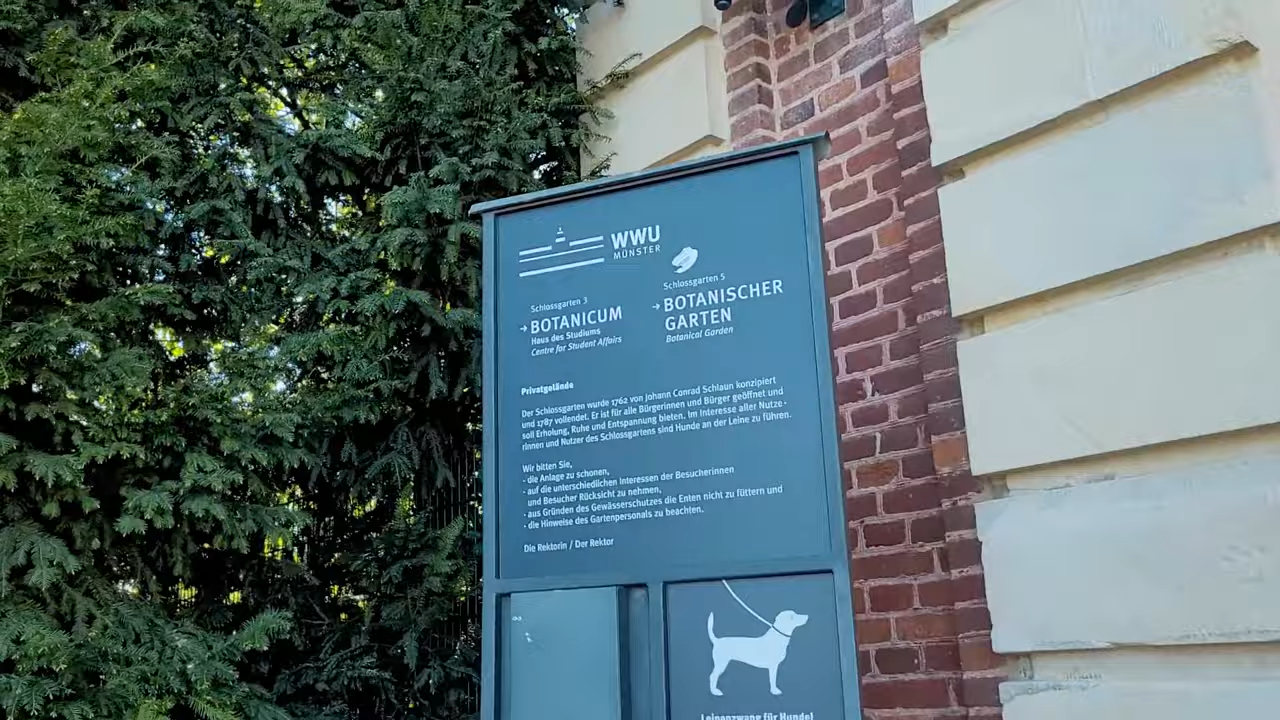 WWU
MÜNSTER
Schlossgarten 3
→ BOTANICUM
Haus des Studiums
Centre for Student Affairs
Schlossgarten 5
→ BOTANISCHER
GARTEN
Botanical Garden
Privatgelände
Der Schlossgarten wurde 1762 von Johann Conrad Schlaun konzipiert
und 1787 vollendet. Er ist für alle Bürgerinnen und Bürger geöffnet und
soll Erholung, Ruhe und Entspannung bieten. Im Interesse aller Nutze-
rinnen und Nutzer des Schlossgartens sind Hunde an der Leine zu führen.
Wir bitten Sie,
- die Anlage zu schonen,
- auf die unterschiedlichen Interessen der Besucherinnen
und Besucher Rücksicht zu nehmen,
- aus Gründen des Gewässerschutzes die Enten nicht zu füttern und
- die Hinweise des Gartenpersonals zu beachten.
Die Rektorin / Der Rektor
Leinenzwang für Hunde!